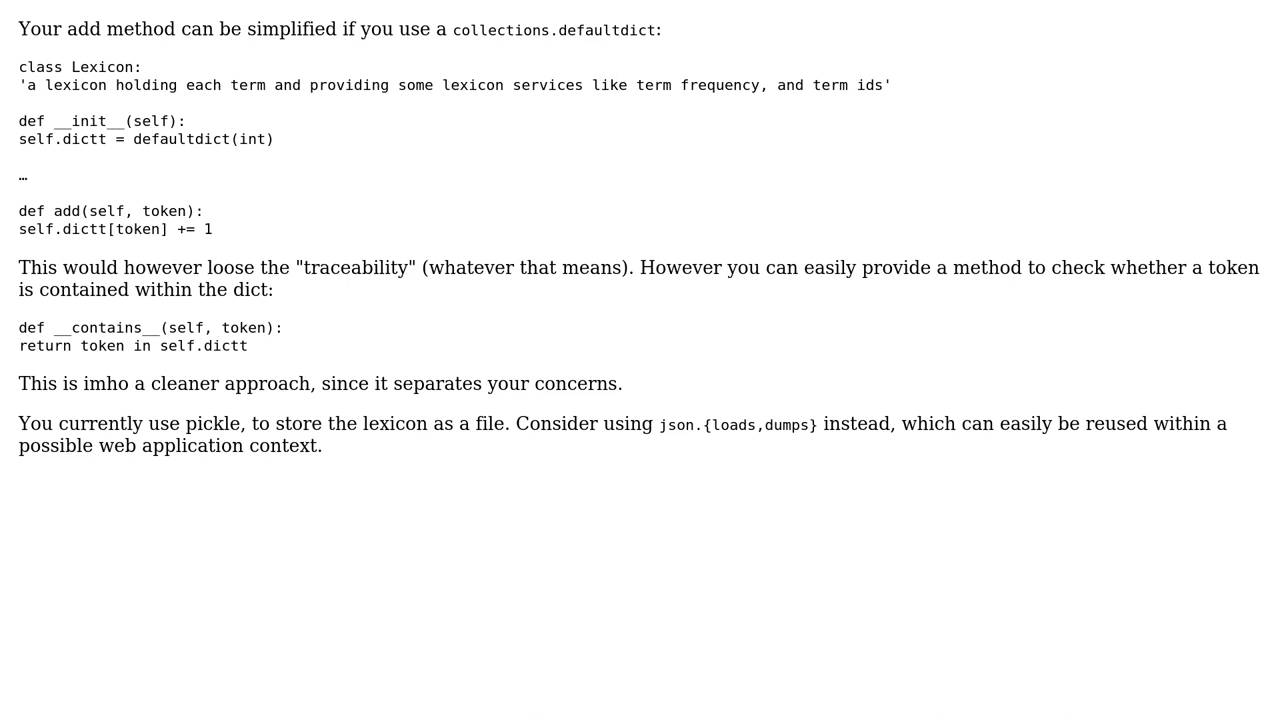 Your add method can be simplified if you use a collections.defaultdict:
class Lexicon:
'a lexicon holding each term and providing some lexicon services like term frequency, and term ids'
def __init__(self):
self.dictt = defaultdict(int)
…
def add(self, token):
self.dictt[token] += 1
This would however loose the "traceability" (whatever that means). However you can easily provide a method to check whether a token
is contained within the dict:
def __contains__(self, token):
return token in self.dictt
This is imho a cleaner approach, since it separates your concerns.
You currently use pickle, to store the lexicon as a file. Consider using json.{loads,dumps} instead, which can easily be reused within a
possible web application context.